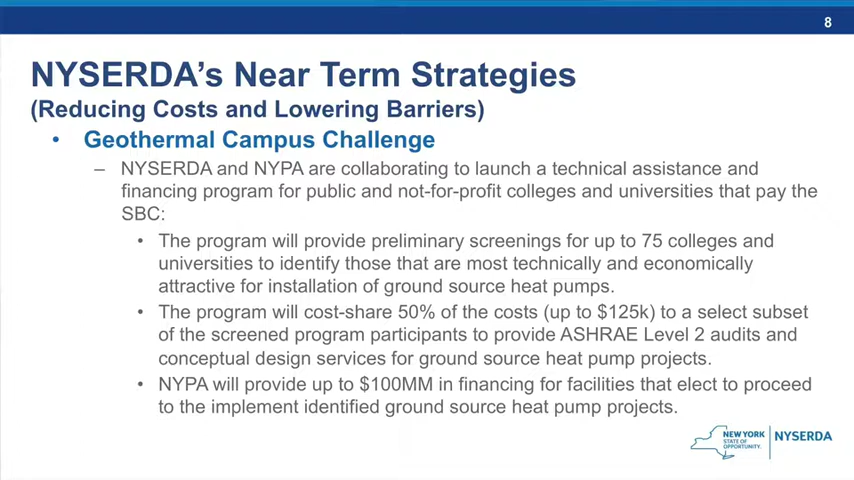 8
NYSERDA's Near Term Strategies
(Reducing Costs and Lowering Barriers)
• Geothermal Campus Challenge
– NYSERDA and NYPA are collaborating to launch a technical assistance and
financing program for public and not-for-profit colleges and universities that pay the
SBC:
• The program will provide preliminary screenings for up to 75 colleges and
universities to identify those that are most technically and economically
attractive for installation of ground source heat pumps.
• The program will cost-share 50% of the costs (up to $125k) to a select subset
of the screened program participants to provide ASHRAE Level 2 audits and
conceptual design services for ground source heat pump projects.
• NYPA will provide up to $100MM in financing for facilities that elect to proceed
to the implement identified ground source heat pump projects.
NEW YORK
STATE OF
OPPORTUNITY.
NYSERDA